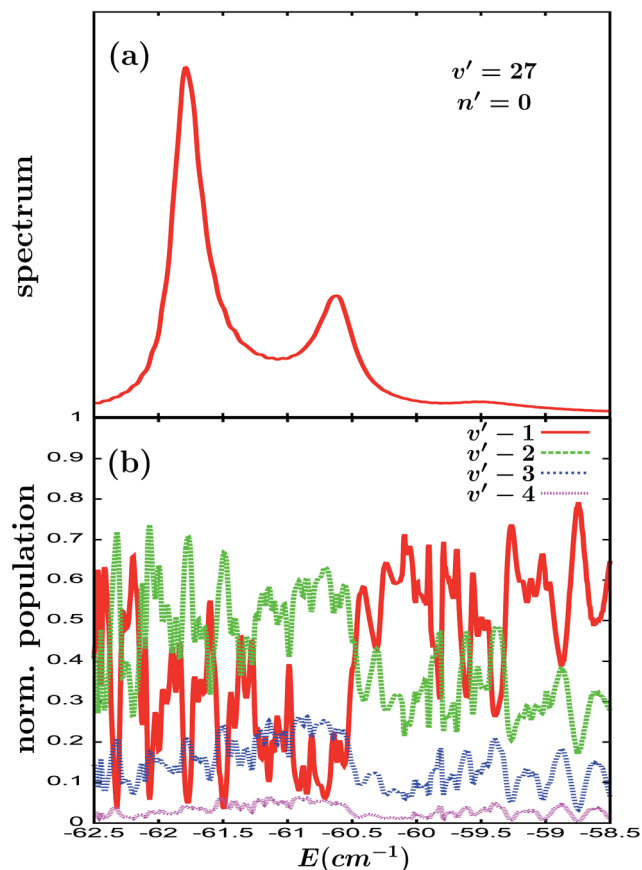 (a)
v′ = 27
n′ = 0
spectrum
1
(b)
v′ − 1
v′ − 2
v′ − 3
v′ − 4
0.9
0.8
0.7
0.6
0.5
0.4
0.3
0.2
0.1
0
norm. population
-62.5 -62 -61.5 -61 -60.5 -60 -59.5 -59 -58.5
E(cm⁻¹)